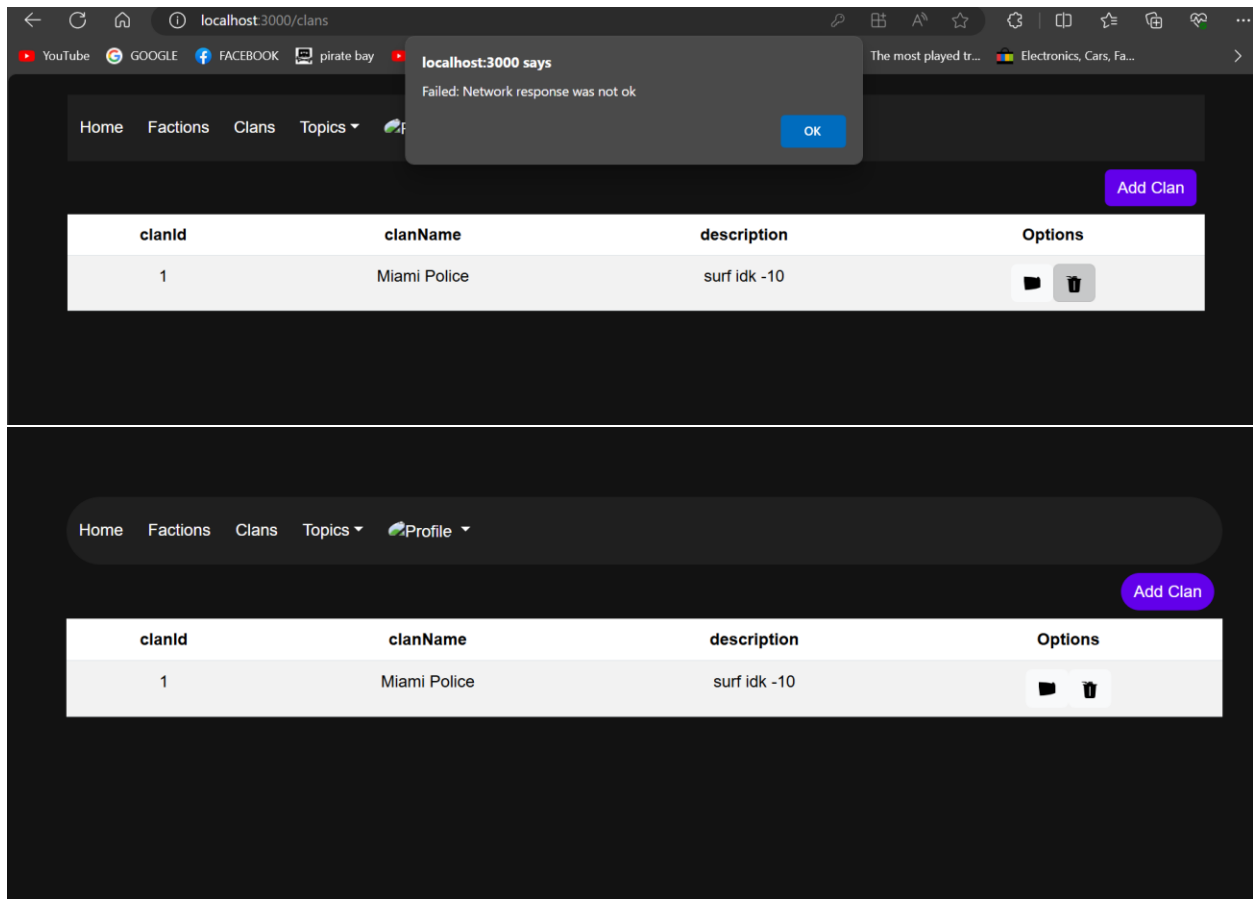 localhost:3000/clans
YouTube GOOGLE FACEBOOK pirate bay The most played tr... Electronics, Cars, Fa...
localhost:3000 says
Failed: Network response was not ok
OK
Home Factions Clans Topics
Add Clan
clanId clanName description Options
1 Miami Police surf idk -10
Home Factions Clans Topics Profile
Add Clan
clanId clanName description Options
1 Miami Police surf idk -10